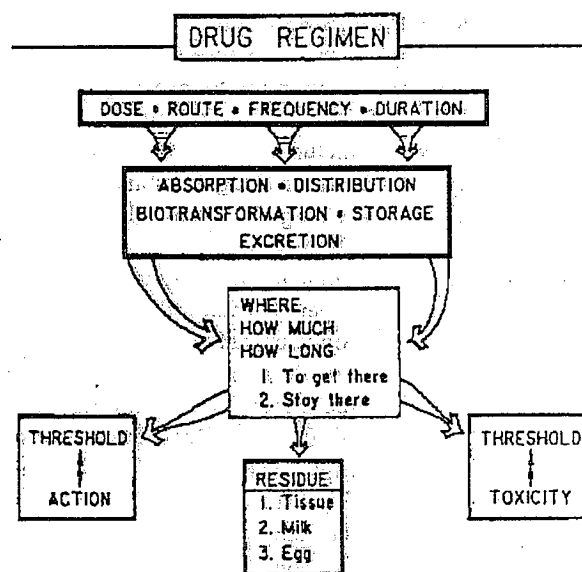 DRUG REGIMEN
DOSE • ROUTE • FREQUENCY • DURATION
ABSORPTION • DISTRIBUTION
BIOTRANSFORMATION • STORAGE
EXCRETION
WHERE
HOW MUCH
HOW LONG
1. To get there
2. Stay there
THRESHOLD
ACTION
RESIDUE
1. Tissue
2. Milk
3. Egg
THRESHOLD
TOXICITY